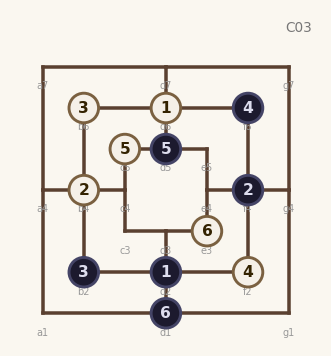 C03
a7 d7 g7
3 1 4
b6 d6 f6
5 5
c5 d5 e5
2 2
a4 b4 c4 e4 f4 g4
6
c3 d3 e3
3 1 4
b2 d2 f2
6
a1 d1 g1